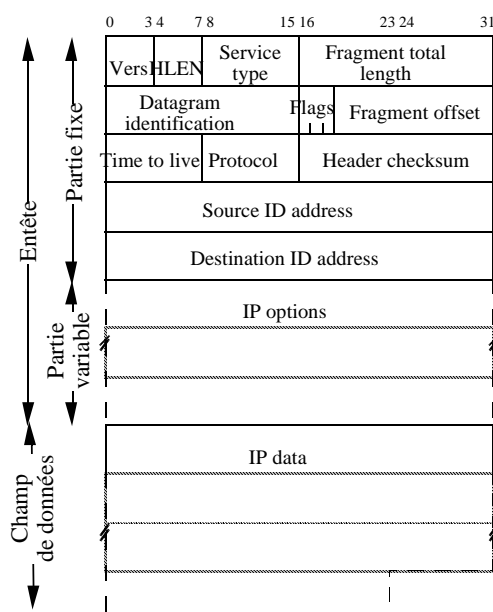 0 3 4 7 8 15 16 23 24 31
Vers HLEN Service type Fragment total length
Datagram identification Flags Fragment offset
Time to live Protocol Header checksum
Source ID address
Destination ID address
IP options
IP data
Entête
Partie fixe
Partie variable
Champ de données